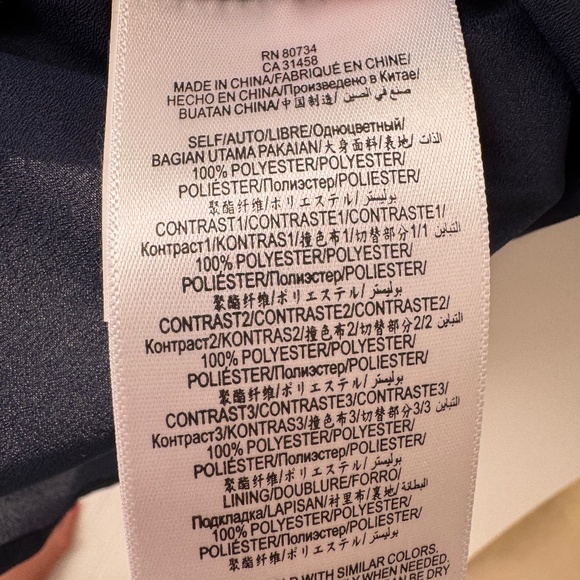 RN 80734
CA 31458
MADE IN CHINA/FABRIQUÉ EN CHINE/
HECHO EN CHINA/Произведено в Китае/
BUATAN CHINA/中国制造/ صنع في الصين
SELF/AUTO/LIBRE/Одноцветный/
BAGIAN UTAMA PAKAIAN/大身面料/表地/ الذات
100% POLYESTER/POLYESTER/
POLIÉSTER/Полиэстер/POLIESTER/
聚酯纤维/ポリエステル/ بوليستر
CONTRAST1/CONTRASTE1/CONTRASTE1/
Контраст1/KONTRAS1/撞色布1/切替部分1/1 التباين
100% POLYESTER/POLYESTER/
POLIÉSTER/Полиэстер/POLIESTER/
聚酯纤维/ポリエステル/ بوليستر
CONTRAST2/CONTRASTE2/CONTRASTE2/
Контраст2/KONTRAS2/撞色布2/切替部分2/2 التباين
100% POLYESTER/POLYESTER/
POLIÉSTER/Полиэстер/POLIESTER/
聚酯纤维/ポリエステル/ بوليستر
CONTRAST3/CONTRASTE3/CONTRASTE3/
Контраст3/KONTRAS3/撞色布3/切替部分3/3 التباين
100% POLYESTER/POLYESTER/
POLIÉSTER/Полиэстер/POLIESTER/
聚酯纤维/ポリエステル/ بوليستر
LINING/DOUBLURE/FORRO/
Подкладка/LAPISAN/衬里布/裏地/ البطانة
100% POLYESTER/POLYESTER/
POLIÉSTER/Полиэстер/POLIESTER/
聚酯纤维/ポリエステル/ بوليستر
WITH SIMILAR COLORS.
WHEN NEEDED.
BE DRY